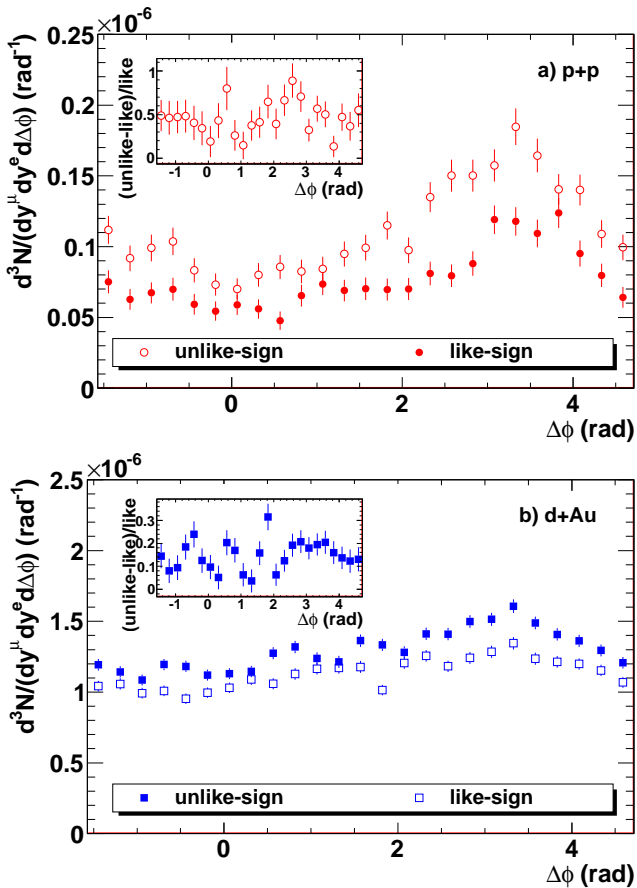 ×10⁻⁶
0.25
0.2
0.15
0.1
0.05
0
d³N/(dy^μ dy^e dΔϕ) (rad⁻¹)
a) p+p
(unlike-like)/like
1
0.5
0
-1 0 1 2 3 4
Δϕ (rad)
unlike-sign like-sign
0 2 4
Δϕ (rad)
×10⁻⁶
2.5
2
1.5
1
0.5
0
d³N/(dy^μ dy^e dΔϕ) (rad⁻¹)
b) d+Au
(unlike-like)/like
0.3
0.2
0.1
0
-1 0 1 2 3 4
Δϕ (rad)
unlike-sign like-sign
0 2 4
Δϕ (rad)